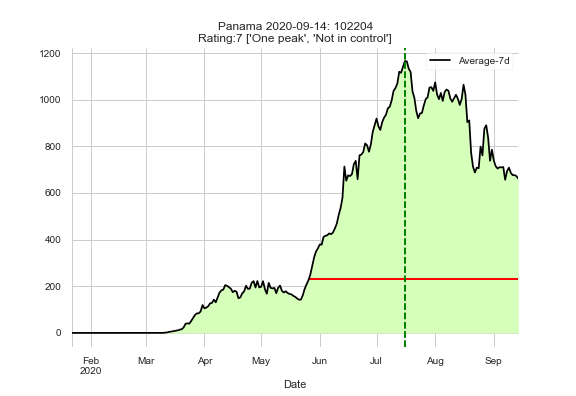 Panama 2020-09-14: 102204
Rating:7 ['One peak', 'Not in control']
Average-7d
1200
1000
800
600
400
200
0
Feb Mar Apr May Jun Jul Aug Sep
2020
Date